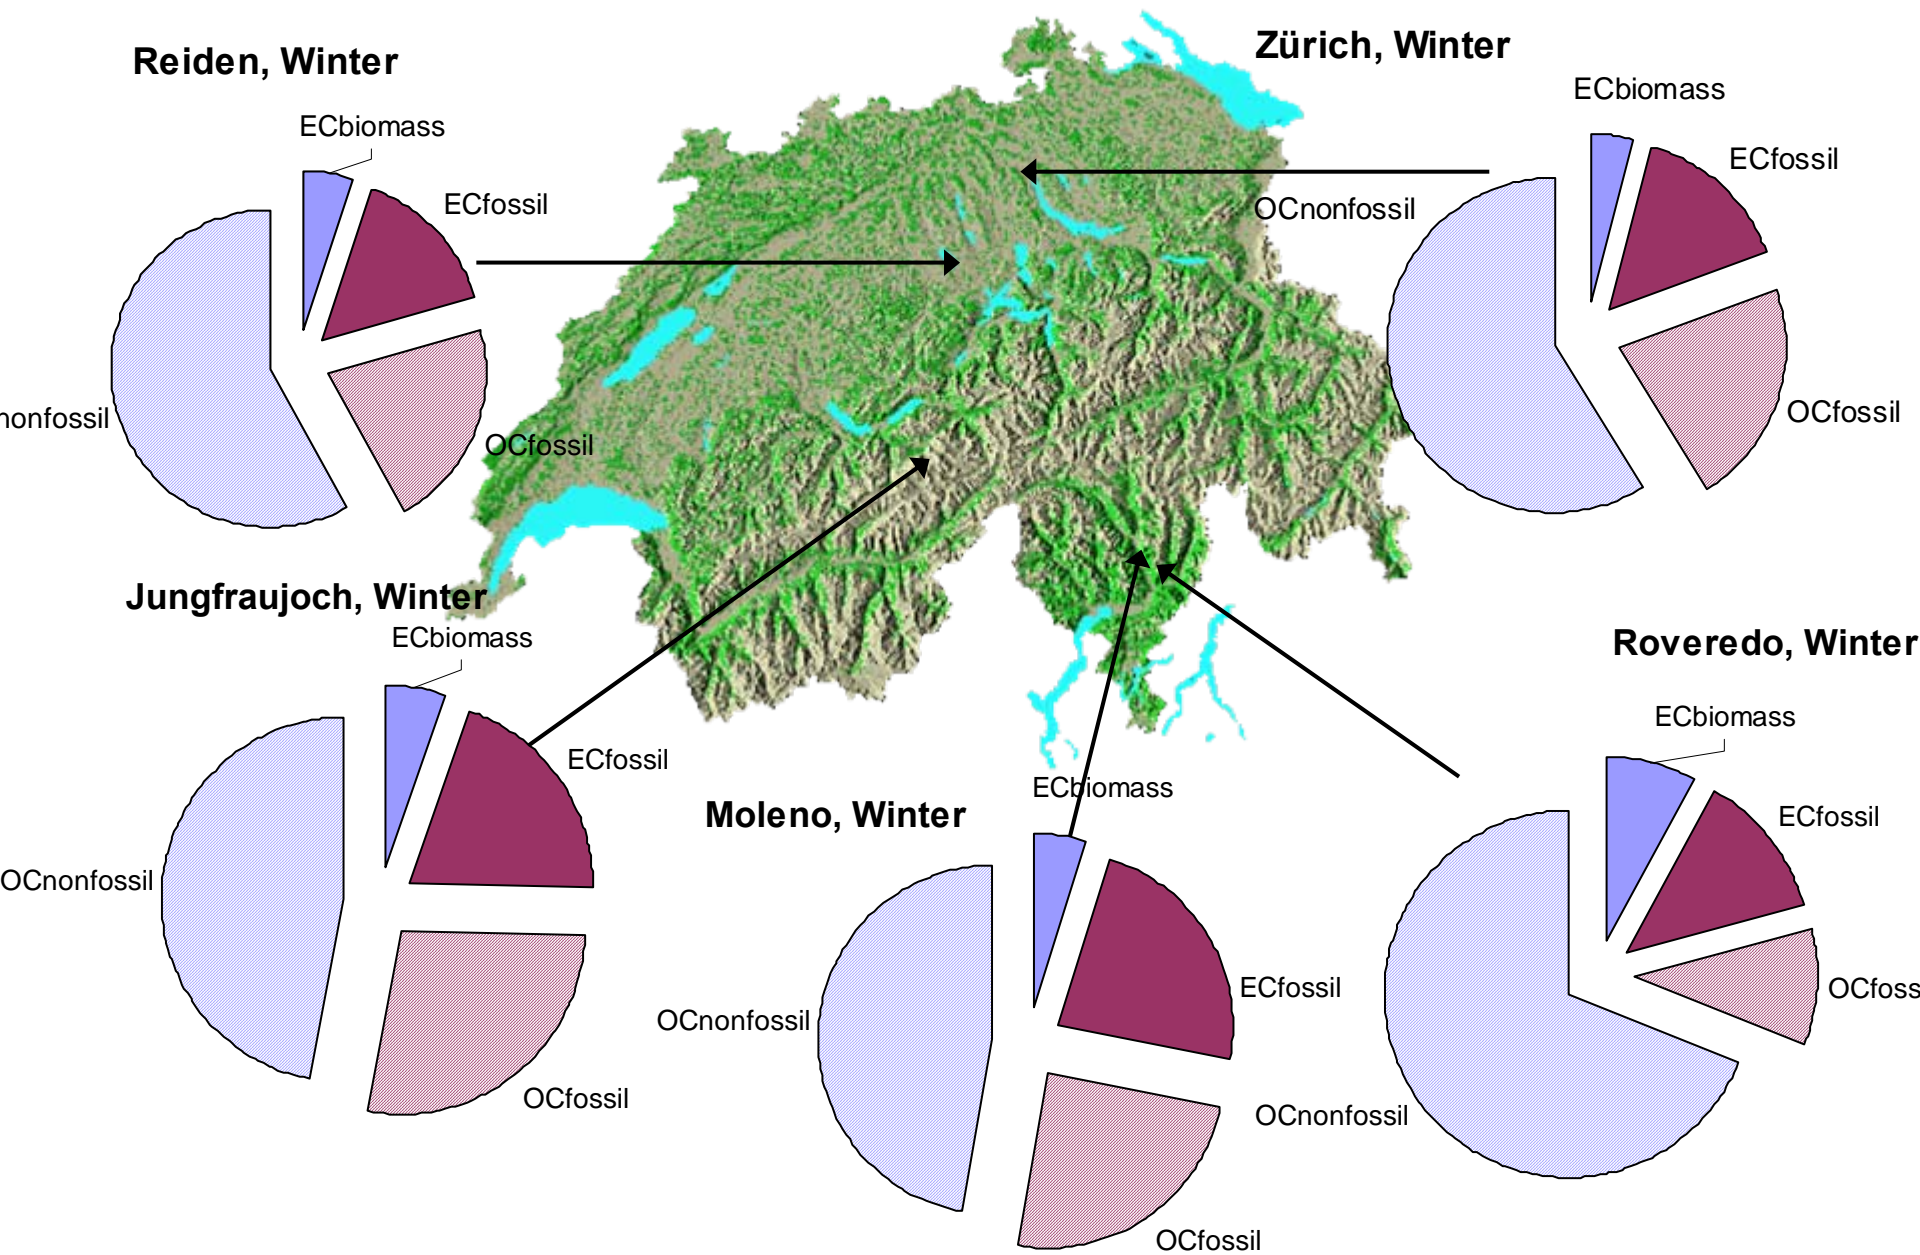 Reiden, Winter
ECbiomass
ECfossil
OCfossil
nonfossil
Zürich, Winter
ECbiomass
ECfossil
OCnonfossil
OCfossil
Jungfraujoch, Winter
ECbiomass
ECfossil
OCnonfossil
OCfossil
Moleno, Winter
ECbiomass
ECfossil
OCnonfossil
OCfossil
Roveredo, Winter
ECbiomass
ECfossil
OCfoss
OCnonfossil